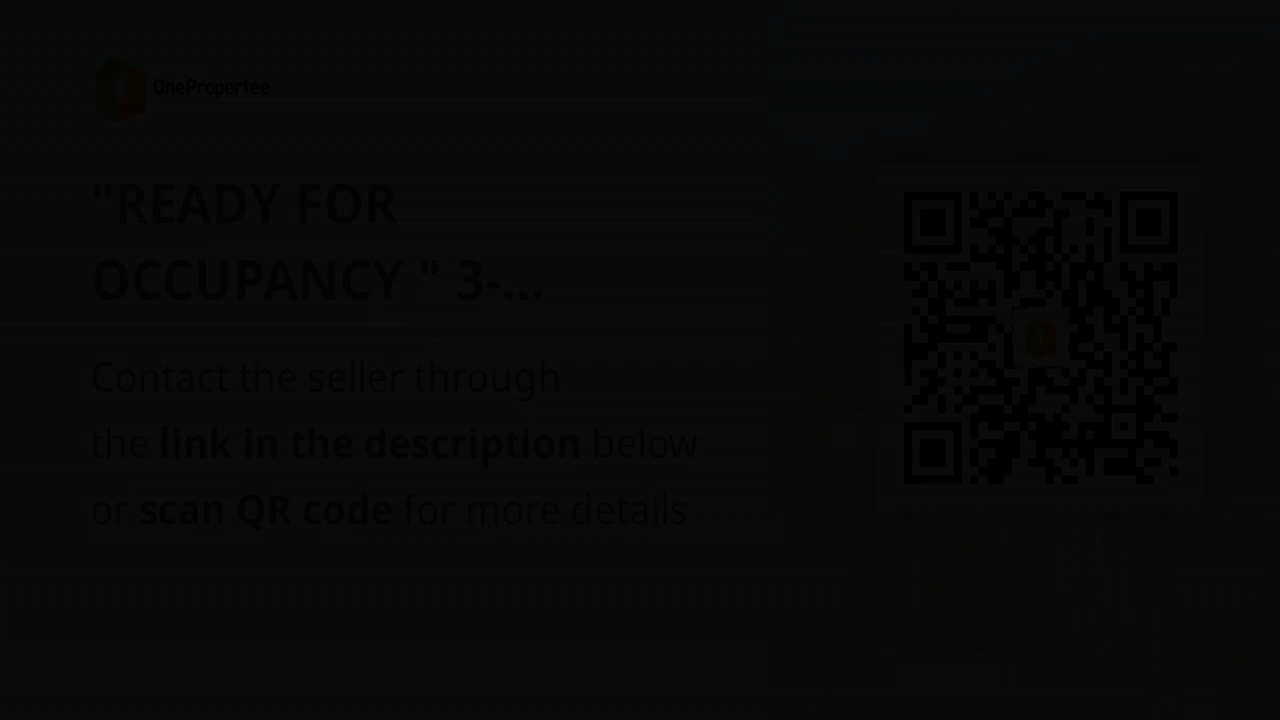 OnePropertee
"READY FOR
OCCUPANCY " 3-...
Contact the seller through
the link in the description below
or scan QR code for more details